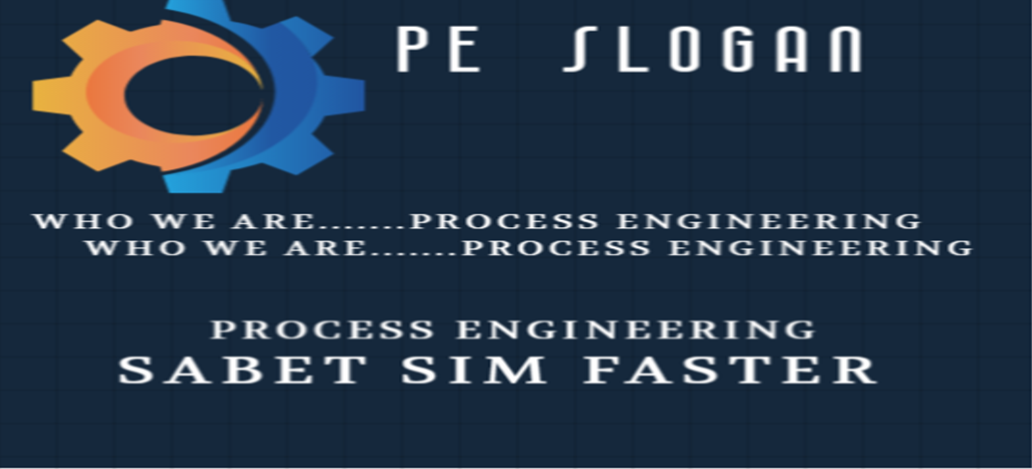 PE SLOGAN
WHO WE ARE.......PROCESS ENGINEERING
WHO WE ARE.......PROCESS ENGINEERING
PROCESS ENGINEERING
SABET SIM FASTER